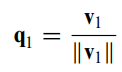 q₁ = v₁ / ‖v₁‖